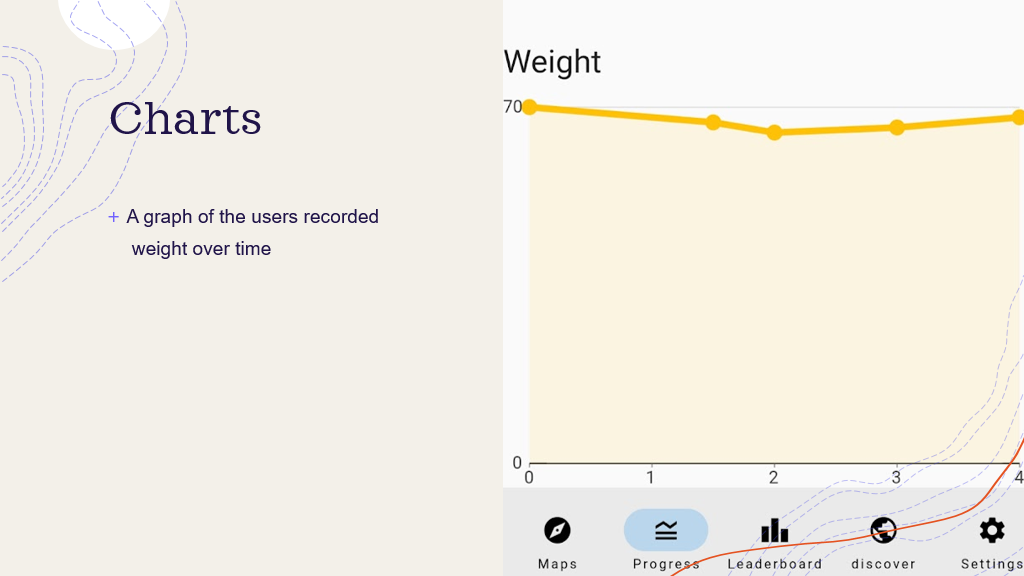 Charts
+ A graph of the users recorded
weight over time
Weight
70
0
0 1 2 3 4
Maps Progress Leaderboard discover Settings